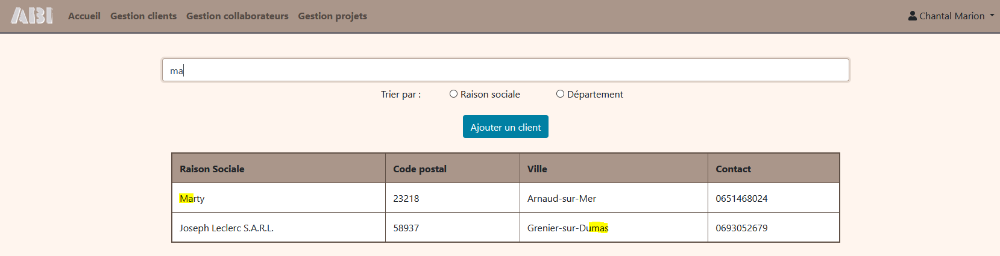 ABI Accueil Gestion clients Gestion collaborateurs Gestion projets Chantal Marion
ma
Trier par : Raison sociale Département
Ajouter un client
Raison Sociale Code postal Ville Contact
Marty 23218 Arnaud-sur-Mer 0651468024
Joseph Leclerc S.A.R.L. 58937 Grenier-sur-Dumas 0693052679